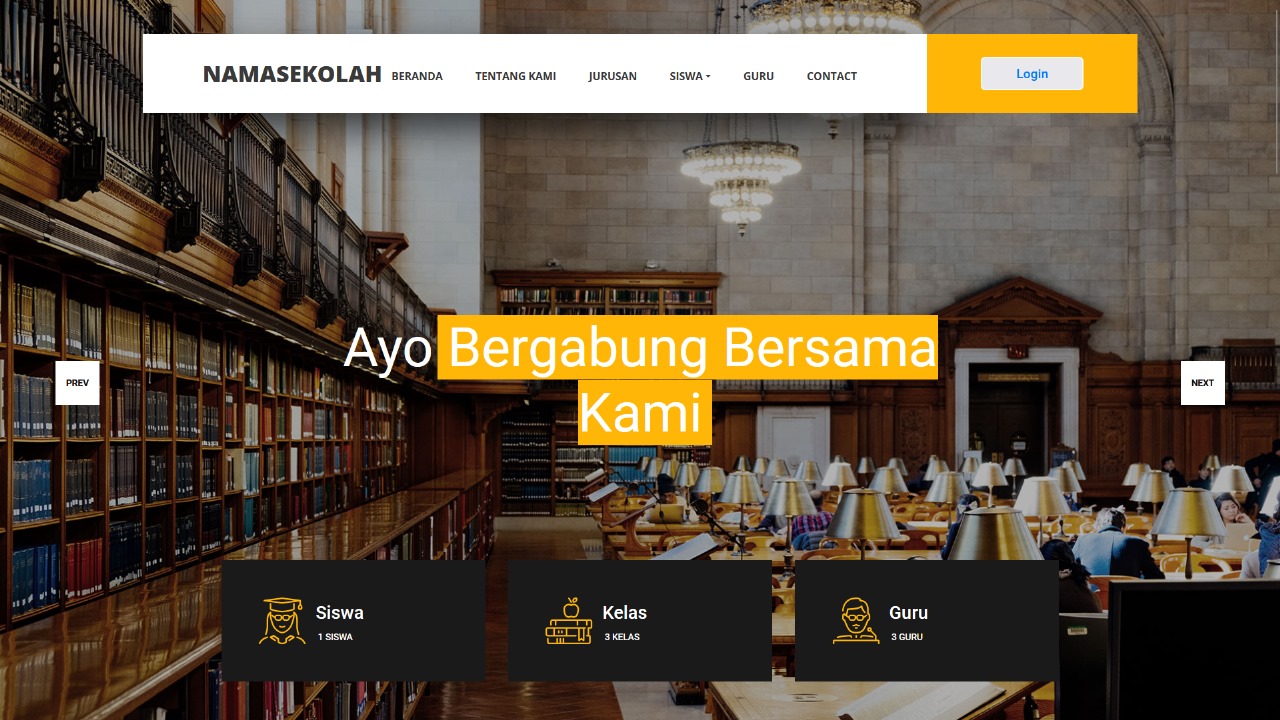 NAMASEKOLAH BERANDA TENTANG KAMI JURUSAN SISWA GURU CONTACT Login
Ayo Bergabung Bersama
Kami
PREV
NEXT
Siswa
1 SISWA
Kelas
3 KELAS
Guru
3 GURU